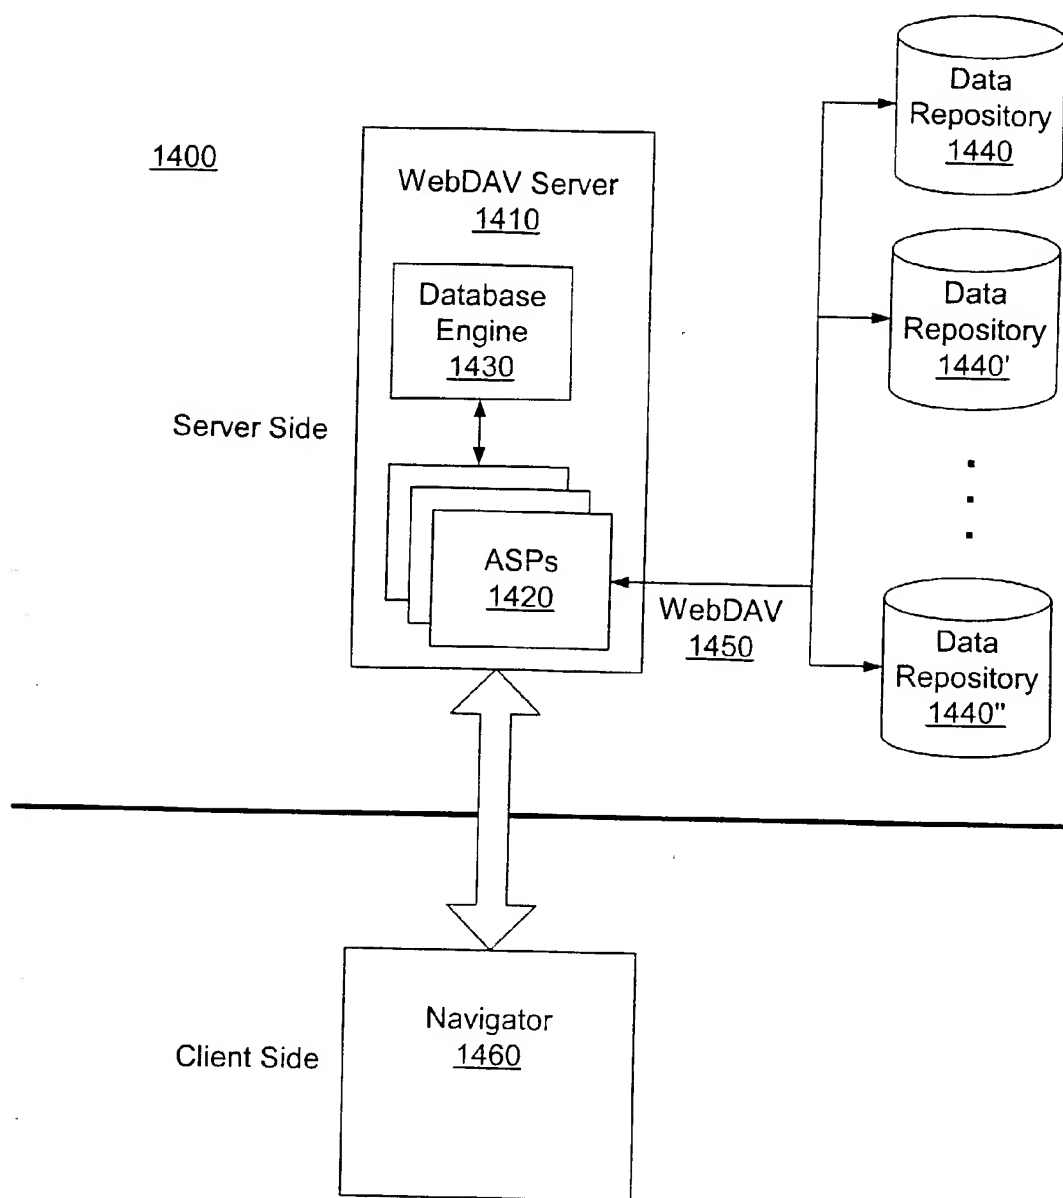 1400
WebDAV Server
1410
Database
Engine
1430
Server Side
ASPs
1420
WebDAV
1450
Data
Repository
1440
Data
Repository
1440'
Data
Repository
1440"
Client Side
Navigator
1460